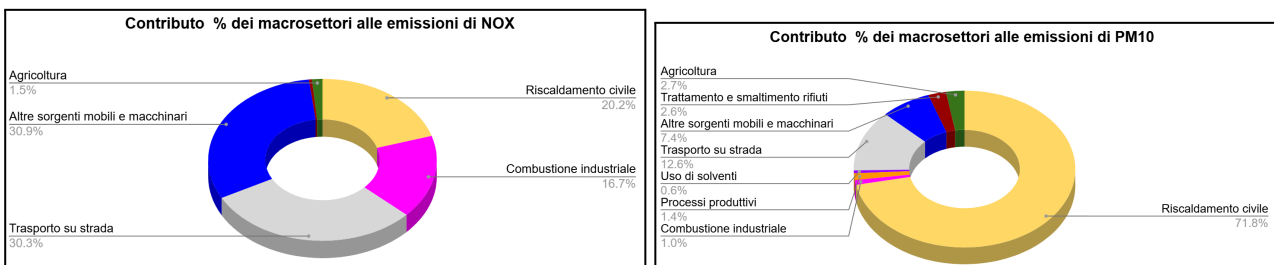 Contributo % dei macrosettori alle emissioni di NOX
Agricoltura
1.5%
Altre sorgenti mobili e macchinari
30.9%
Trasporto su strada
30.3%
Riscaldamento civile
20.2%
Combustione industriale
16.7%
Contributo % dei macrosettori alle emissioni di PM10
Agricoltura
2.7%
Trattamento e smaltimento rifiuti
2.6%
Altre sorgenti mobili e macchinari
7.4%
Trasporto su strada
12.6%
Uso di solventi
0.6%
Processi produttivi
1.4%
Combustione industriale
1.0%
Riscaldamento civile
71.8%